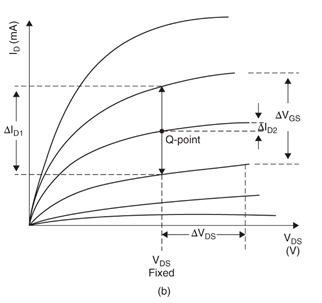 I_D (mA)
ΔI_D1
ΔV_GS
ΔI_D2
Q-point
ΔV_DS
V_DS
(V)
V_DS
Fixed
(b)